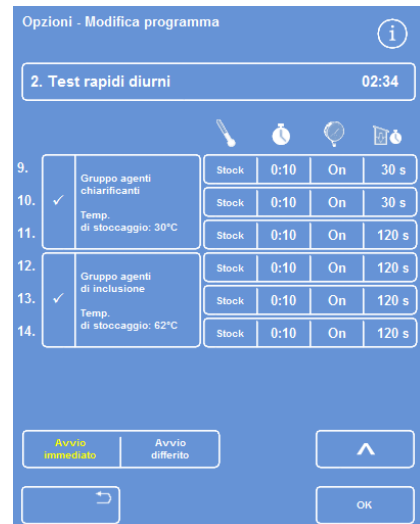 Opzioni - Modifica programma
i
2. Test rapidi diurni 02:34
9. Stock 0:10 On 30 s
Gruppo agenti
chiarificanti
10. ✓ Stock 0:10 On 30 s
Temp.
di stoccaggio: 30°C
11. Stock 0:10 On 120 s
12. Stock 0:10 On 120 s
Gruppo agenti
di inclusione
13. ✓ Stock 0:10 On 120 s
Temp.
di stoccaggio: 62°C
14. Stock 0:10 On 120 s
Avvio
immediato
Avvio
differito
OK